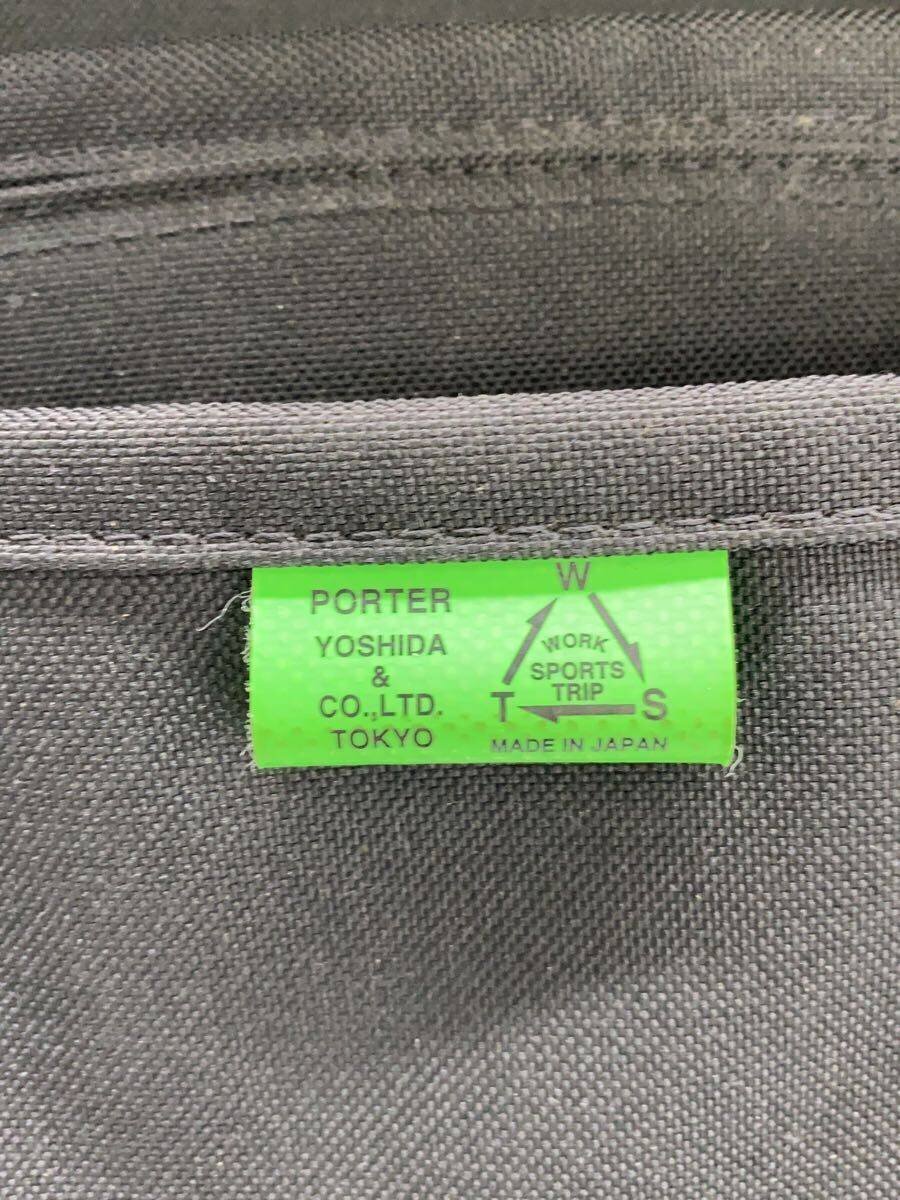 PORTER
YOSHIDA
&
CO.,LTD.
TOKYO
W
WORK
SPORTS
TRIP
T
S
MADE IN JAPAN